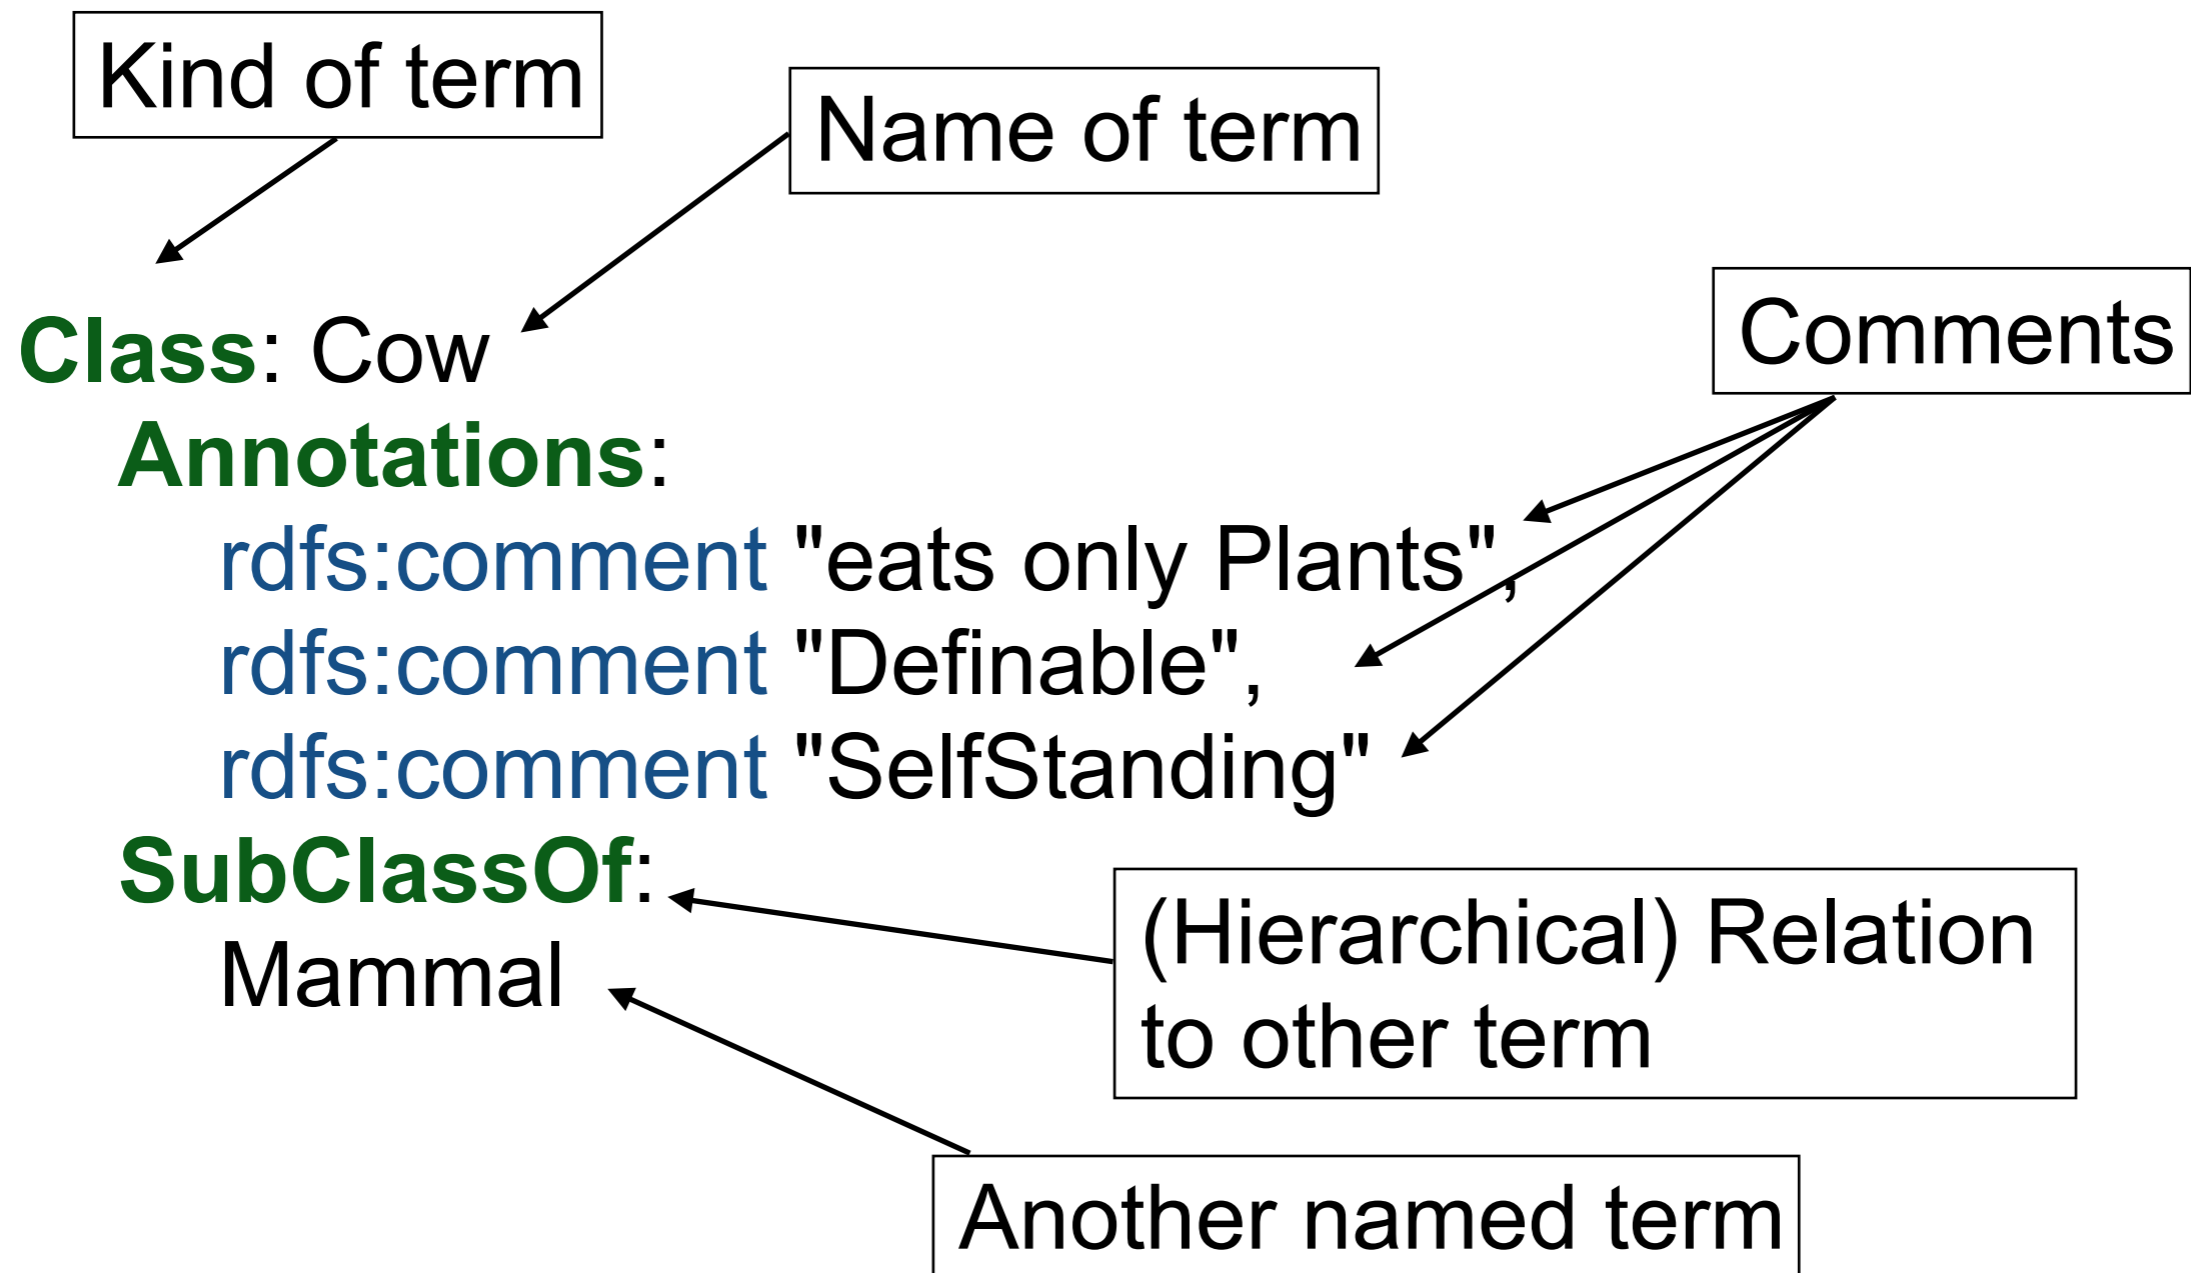 Kind of term
Name of term
Class: Cow
Comments
Annotations:
rdfs:comment "eats only Plants",
rdfs:comment "Definable",
rdfs:comment "SelfStanding"
SubClassOf:
(Hierarchical) Relation
to other term
Mammal
Another named term